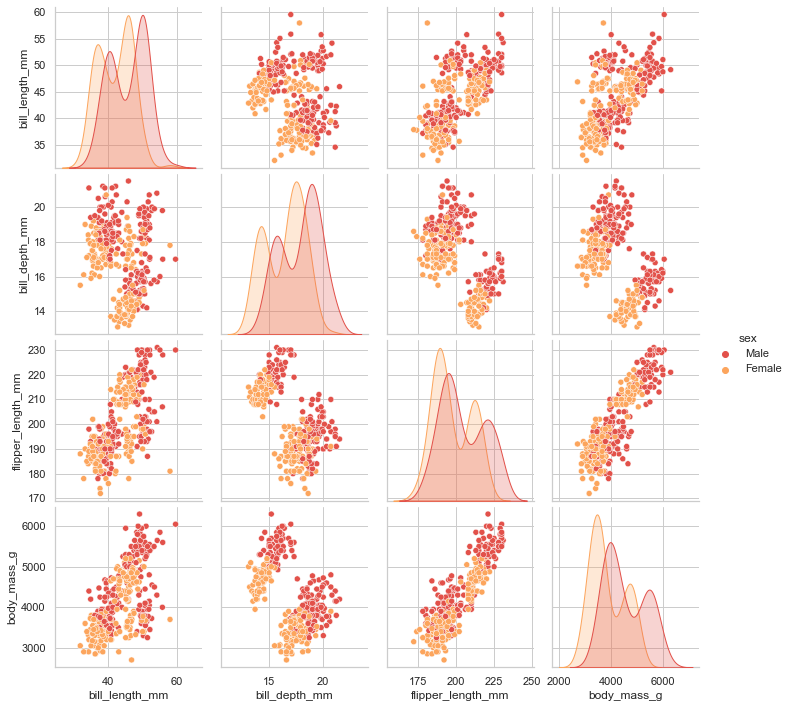 60
55
50
45
40
35
bill_length_mm
20
18
16
14
bill_depth_mm
230
220
210
200
190
180
170
flipper_length_mm
6000
5000
4000
3000
body_mass_g
40 60
bill_length_mm
15 20
bill_depth_mm
175 200 225 250
flipper_length_mm
2000 4000 6000
body_mass_g
sex
Male
Female